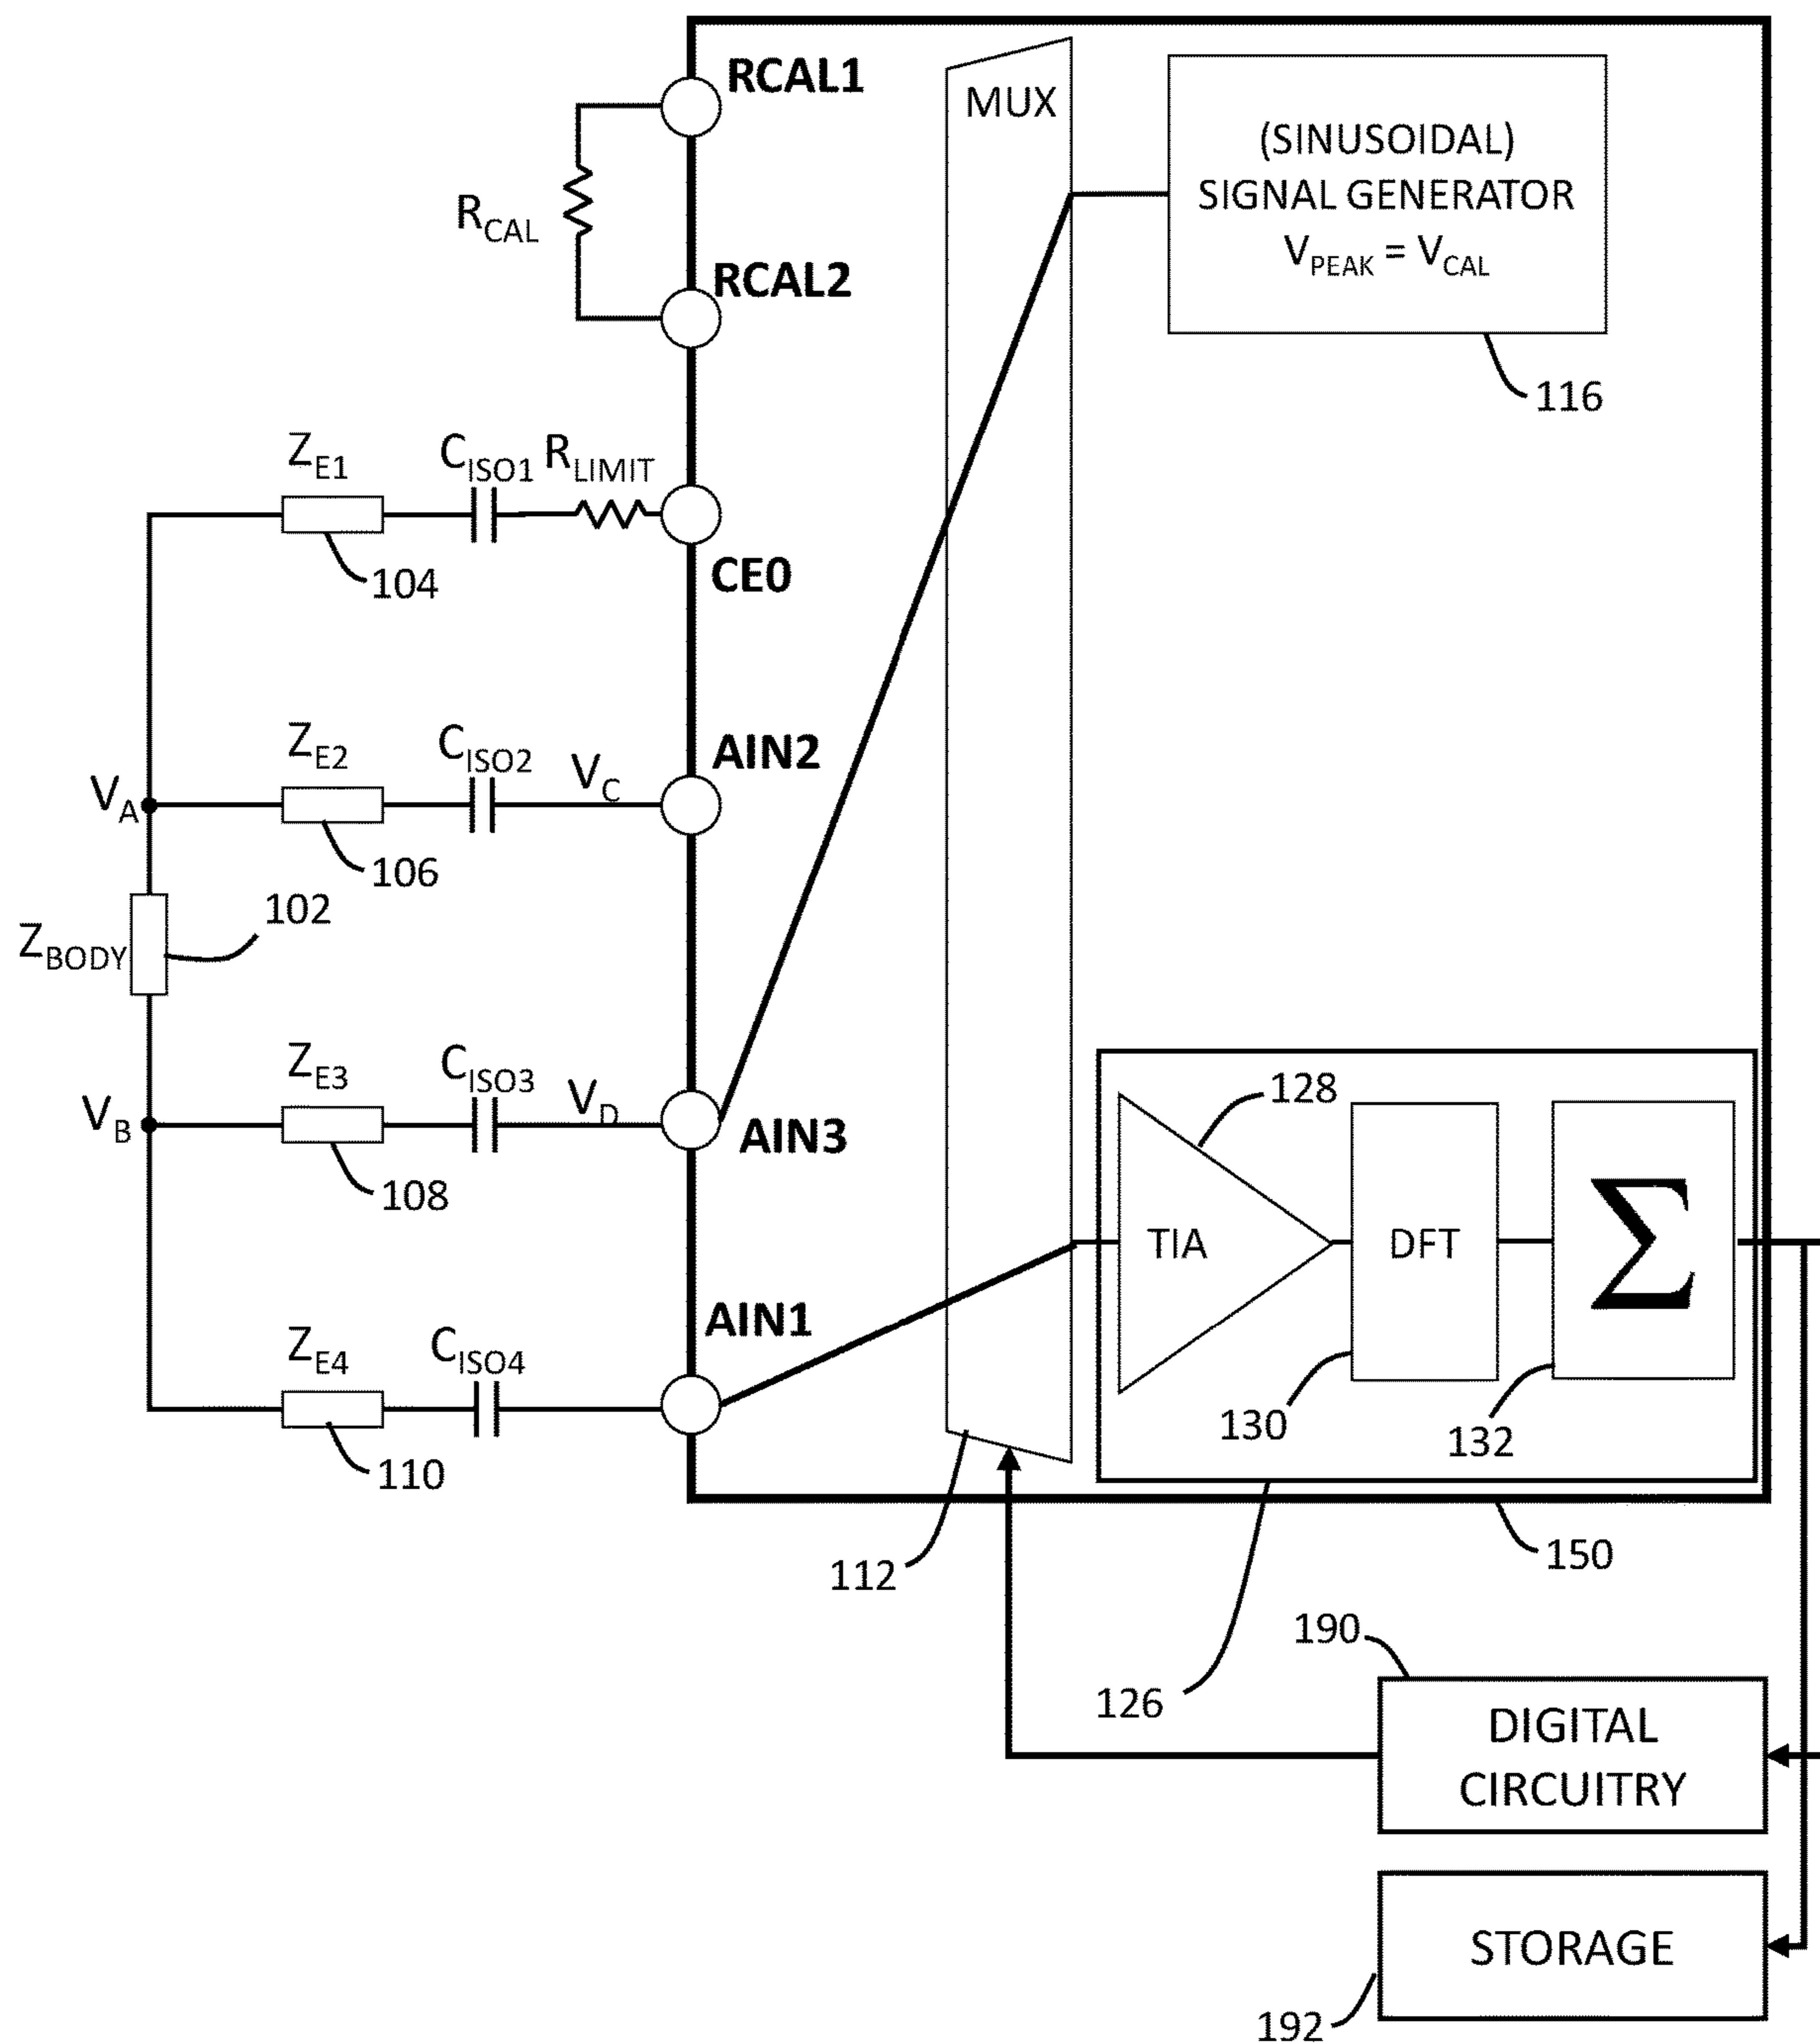 RCAL1
MUX
(SINUSOIDAL)
SIGNAL GENERATOR
VPEAK = VCAL
RCAL
RCAL2
116
ZE1
CISO1
RLIMIT
104
CE0
ZE2
CISO2
VC
AIN2
VA
106
102
ZBODY
ZE3
CISO3
VD
128
VB
AIN3
108
TIA
DFT
Σ
AIN1
ZE4
CISO4
130
132
110
112
150
190
126
DIGITAL
CIRCUITRY
STORAGE
192